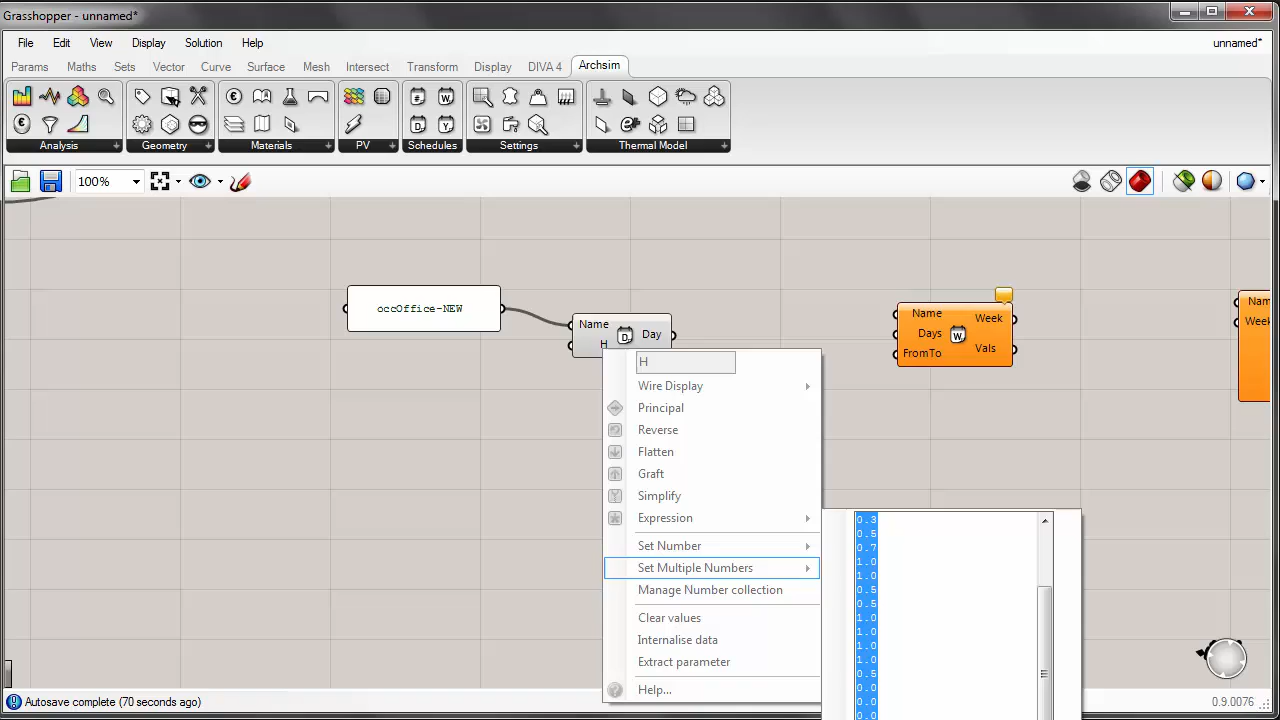 Grasshopper - unnamed*
File Edit View Display Solution Help unnamed*
Params Maths Sets Vector Curve Surface Mesh Intersect Transform Display DIVA 4 Archsim
Analysis Geometry Materials PV Schedules Settings Thermal Model
100%
occOffice-NEW
Name
H
Day
Name
Days
FromTo
Week
Vals
Nam
Week
H
Wire Display
Principal
Reverse
Flatten
Graft
Simplify
Expression
Set Number
Set Multiple Numbers
Manage Number collection
Clear values
Internalise data
Extract parameter
Help...
0.3
0.5
0.7
1.0
1.0
0.5
0.5
1.0
1.0
1.0
1.0
0.5
0.0
0.0
0.0
Autosave complete (70 seconds ago)
0.9.0076